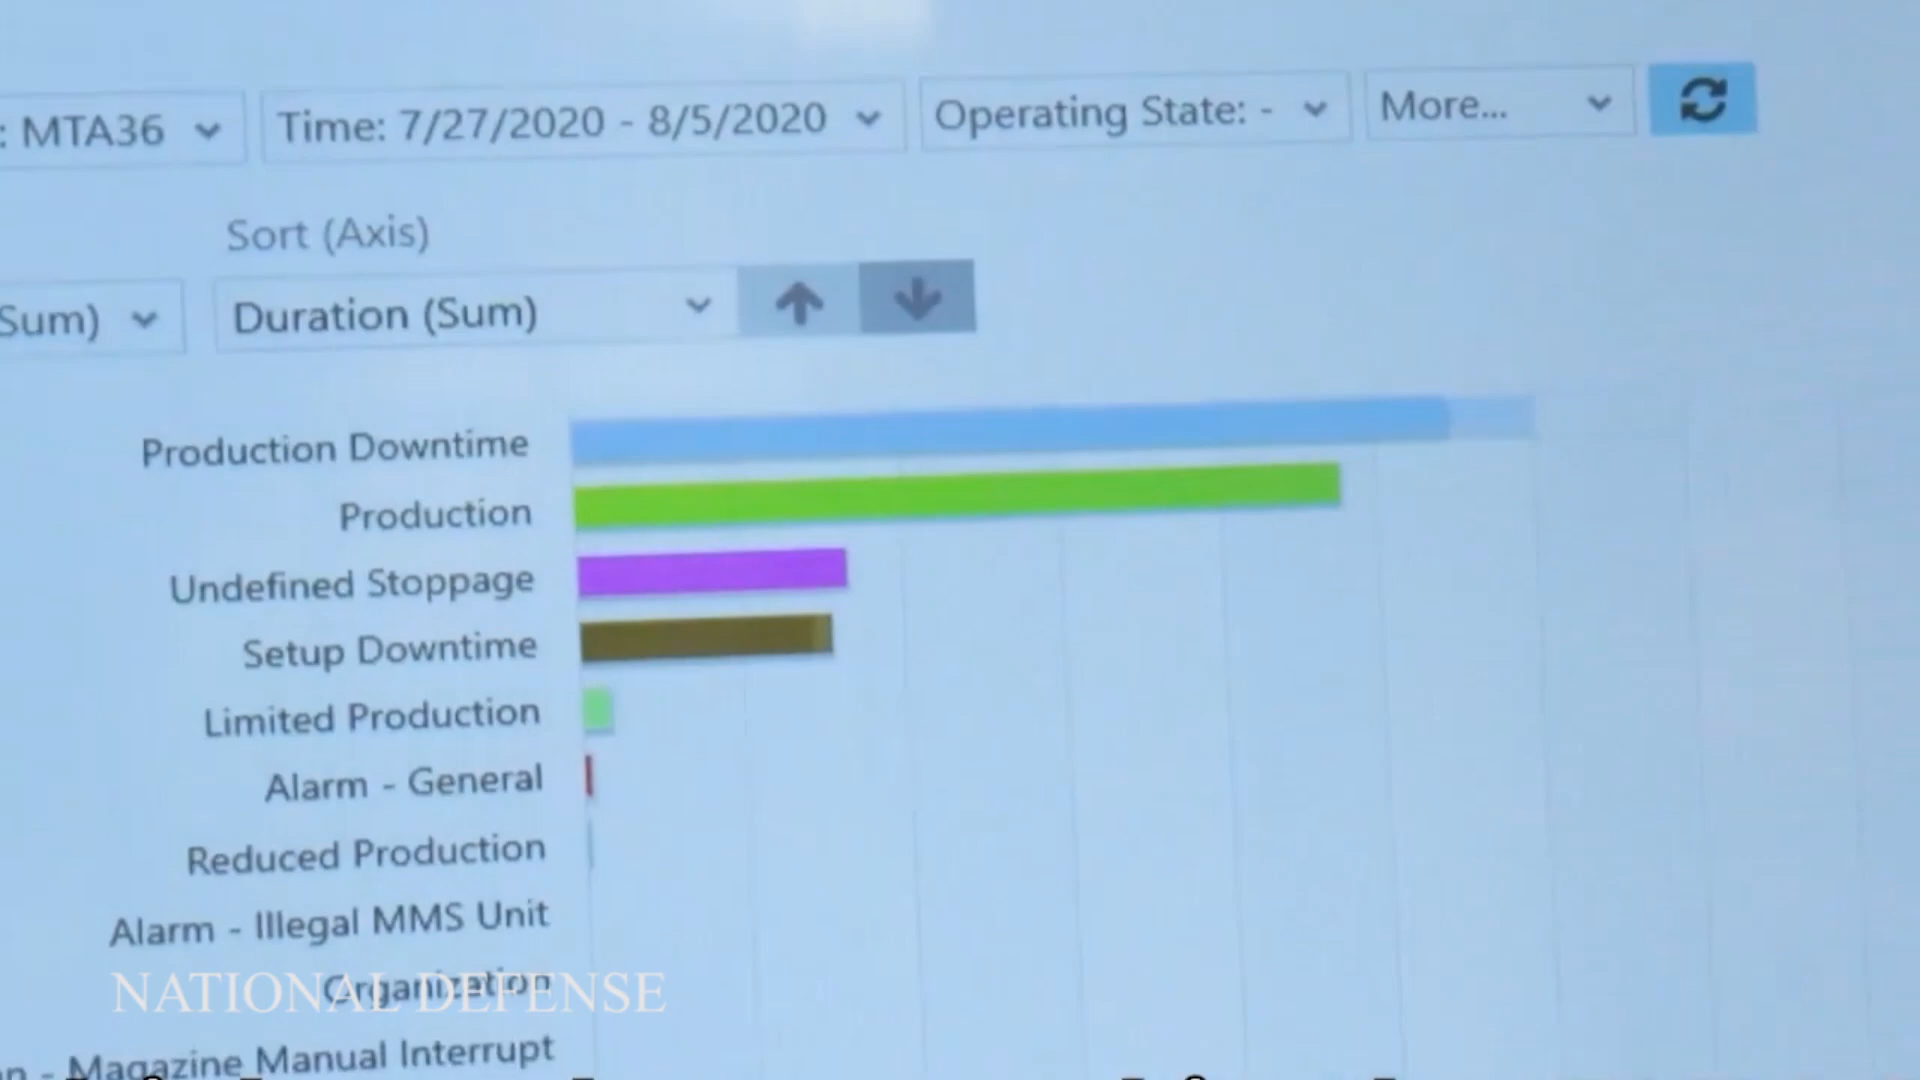 : MTA36
Time: 7/27/2020 - 8/5/2020
Operating State: -
More...
Sort (Axis)
Sum)
Duration (Sum)
Production Downtime
Production
Undefined Stoppage
Setup Downtime
Limited Production
Alarm - General
Reduced Production
Alarm - Illegal MMS Unit
Organization
NATIONAL DEFENSE
- Magazine Manual Interrupt